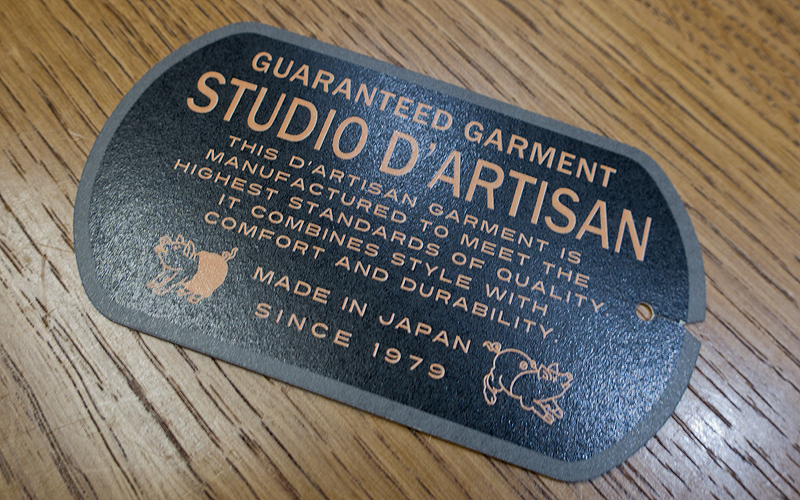 GUARANTEED GARMENT
STUDIO D'ARTISAN
THIS D'ARTISAN GARMENT IS
MANUFACTURED TO MEET THE
HIGHEST STANDARDS OF QUALITY.
IT COMBINES STYLE WITH
COMFORT AND DURABILITY.
MADE IN JAPAN
SINCE 1979